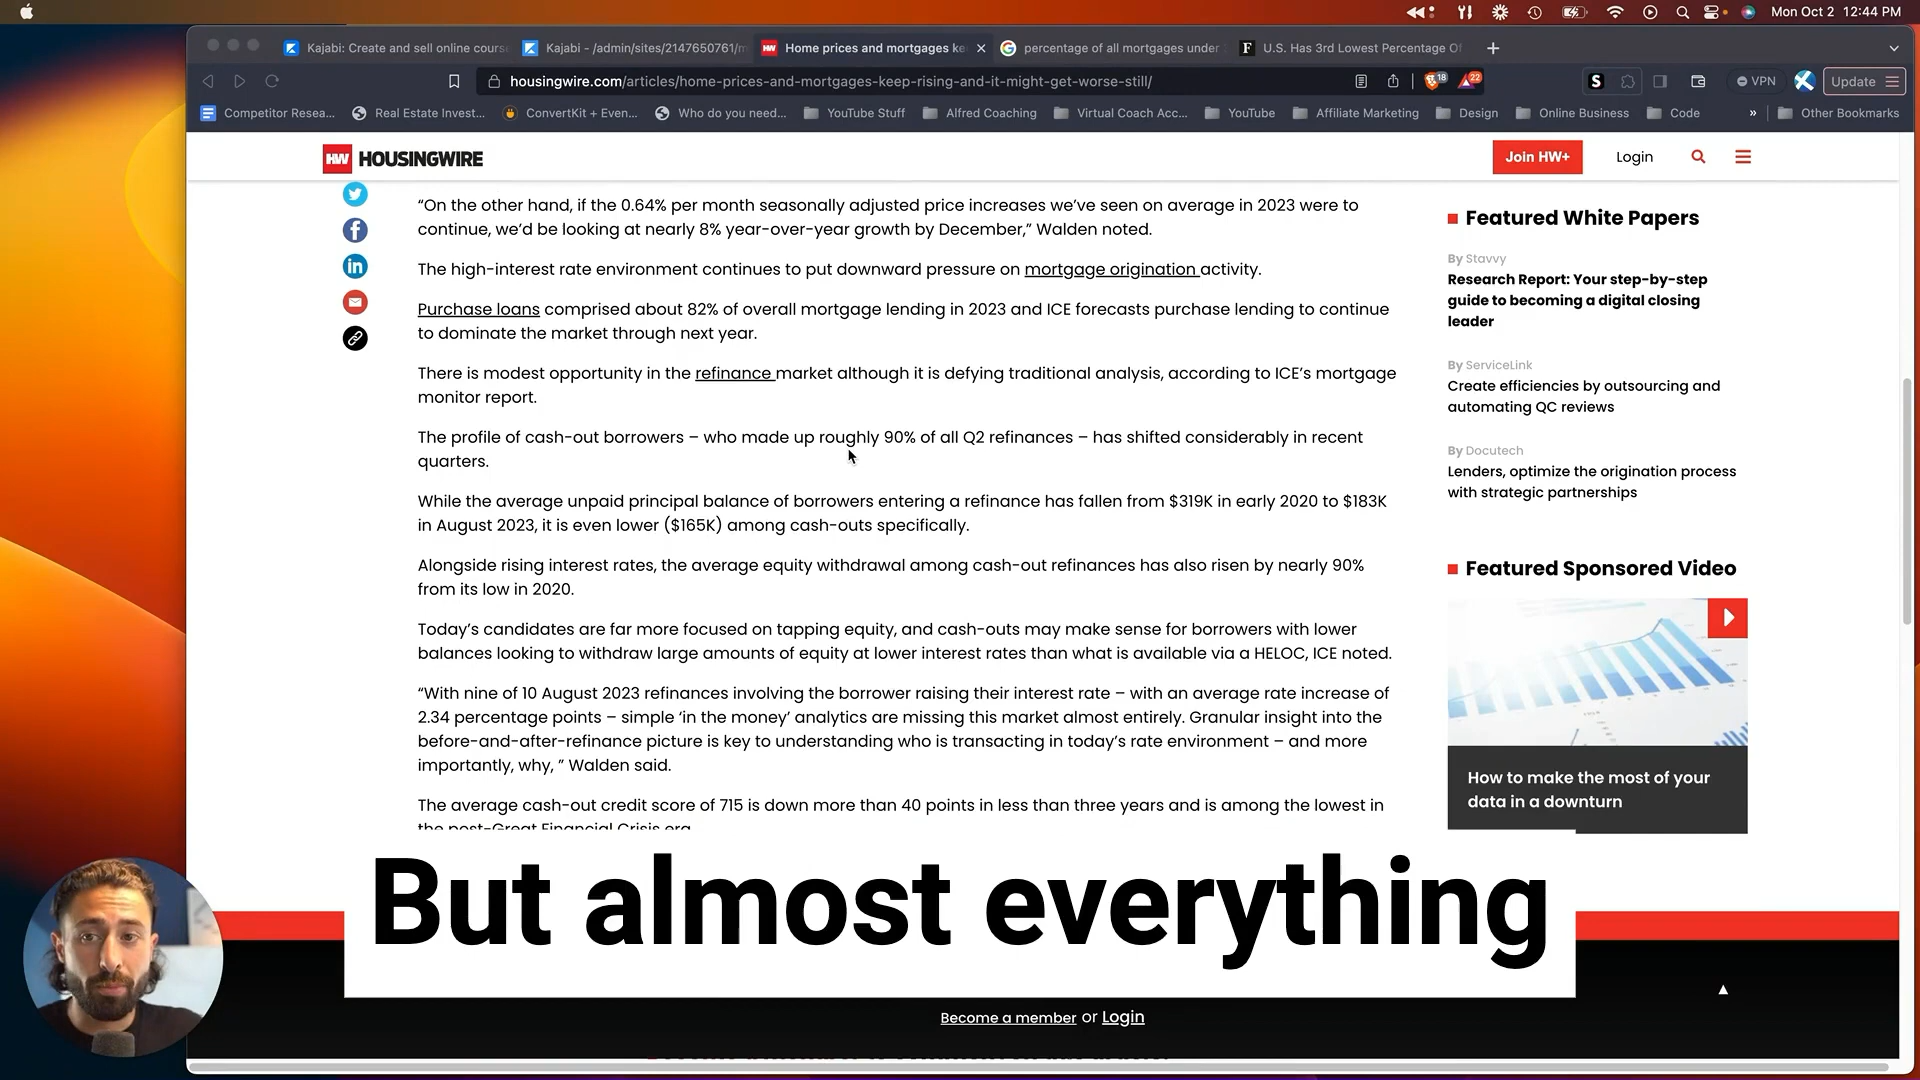 Mon Oct 2 12:44 PM
Kajabi: Create and sell online cours
Kajabi - /admin/sites/2147650761/m
HW Home prices and mortgages ke
percentage of all mortgages under
F U.S. Has 3rd Lowest Percentage Of
housingwire.com/articles/home-prices-and-mortgages-keep-rising-and-it-might-get-worse-still/
18
22
S
VPN
Update
Competitor Resea...
Real Estate Invest...
ConvertKit + Even...
Who do you need...
YouTube Stuff
Alfred Coaching
Virtual Coach Acc...
YouTube
Affiliate Marketing
Design
Online Business
Code
»
Other Bookmarks
HW HOUSINGWIRE
Join HW+
Login
“On the other hand, if the 0.64% per month seasonally adjusted price increases we’ve seen on average in 2023 were to
continue, we’d be looking at nearly 8% year-over-year growth by December,” Walden noted.
The high-interest rate environment continues to put downward pressure on mortgage origination activity.
Purchase loans comprised about 82% of overall mortgage lending in 2023 and ICE forecasts purchase lending to continue
to dominate the market through next year.
There is modest opportunity in the refinance market although it is defying traditional analysis, according to ICE’s mortgage
monitor report.
The profile of cash-out borrowers – who made up roughly 90% of all Q2 refinances – has shifted considerably in recent
quarters.
While the average unpaid principal balance of borrowers entering a refinance has fallen from $319K in early 2020 to $183K
in August 2023, it is even lower ($165K) among cash-outs specifically.
Alongside rising interest rates, the average equity withdrawal among cash-out refinances has also risen by nearly 90%
from its low in 2020.
Today’s candidates are far more focused on tapping equity, and cash-outs may make sense for borrowers with lower
balances looking to withdraw large amounts of equity at lower interest rates than what is available via a HELOC, ICE noted.
“With nine of 10 August 2023 refinances involving the borrower raising their interest rate – with an average rate increase of
2.34 percentage points – simple ‘in the money’ analytics are missing this market almost entirely. Granular insight into the
before-and-after-refinance picture is key to understanding who is transacting in today’s rate environment – and more
importantly, why, ” Walden said.
The average cash-out credit score of 715 is down more than 40 points in less than three years and is among the lowest in
the post-Great Financial Crisis era.
Featured White Papers
By Stavvy
Research Report: Your step-by-step
guide to becoming a digital closing
leader
By ServiceLink
Create efficiencies by outsourcing and
automating QC reviews
By Docutech
Lenders, optimize the origination process
with strategic partnerships
Featured Sponsored Video
How to make the most of your
data in a downturn
But almost everything
Become a member or Login